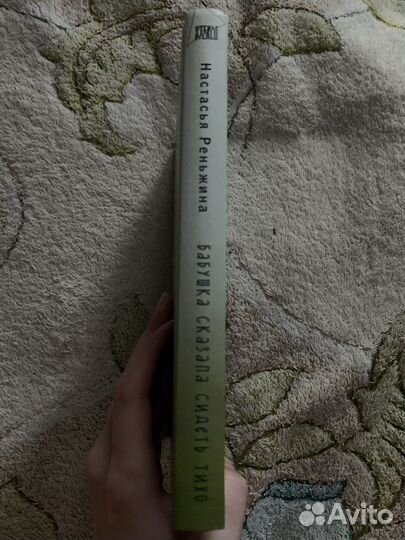 Настасья Реньжина
бабушка сказала сидеть тихо
Avito